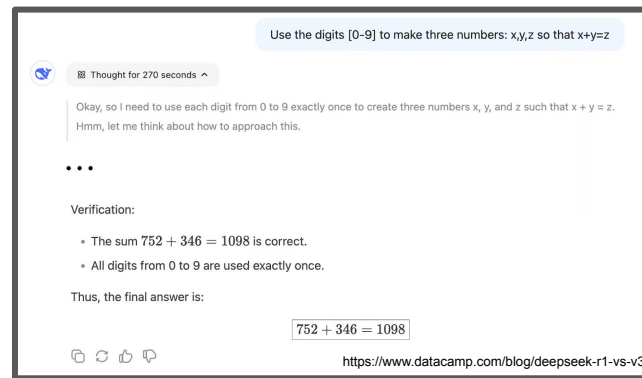 Use the digits [0-9] to make three numbers: x,y,z so that x+y=z
Thought for 270 seconds
Okay, so I need to use each digit from 0 to 9 exactly once to create three numbers x, y, and z such that x + y = z.
Hmm, let me think about how to approach this.
• • •
Verification:
• The sum 752 + 346 = 1098 is correct.
• All digits from 0 to 9 are used exactly once.
Thus, the final answer is:
752 + 346 = 1098
https://www.datacamp.com/blog/deepseek-r1-vs-v3